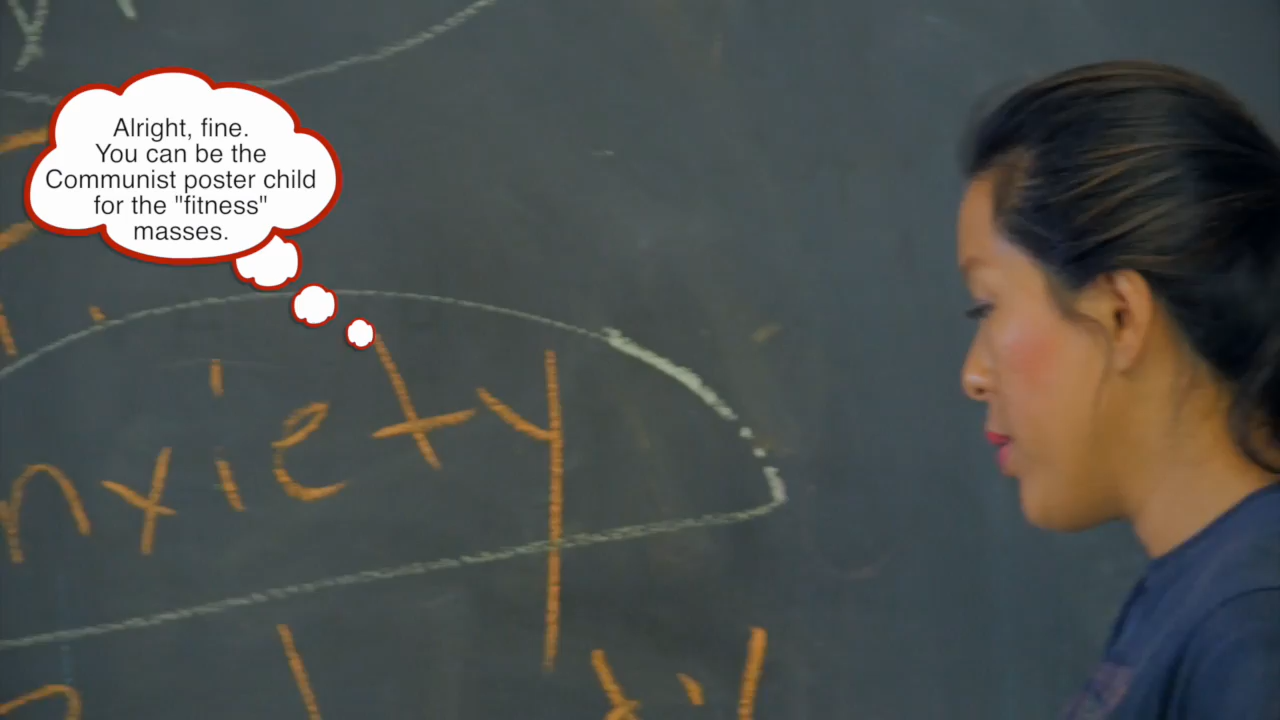 Alright, fine.
You can be the
Communist poster child
for the "fitness"
masses.
nxiety